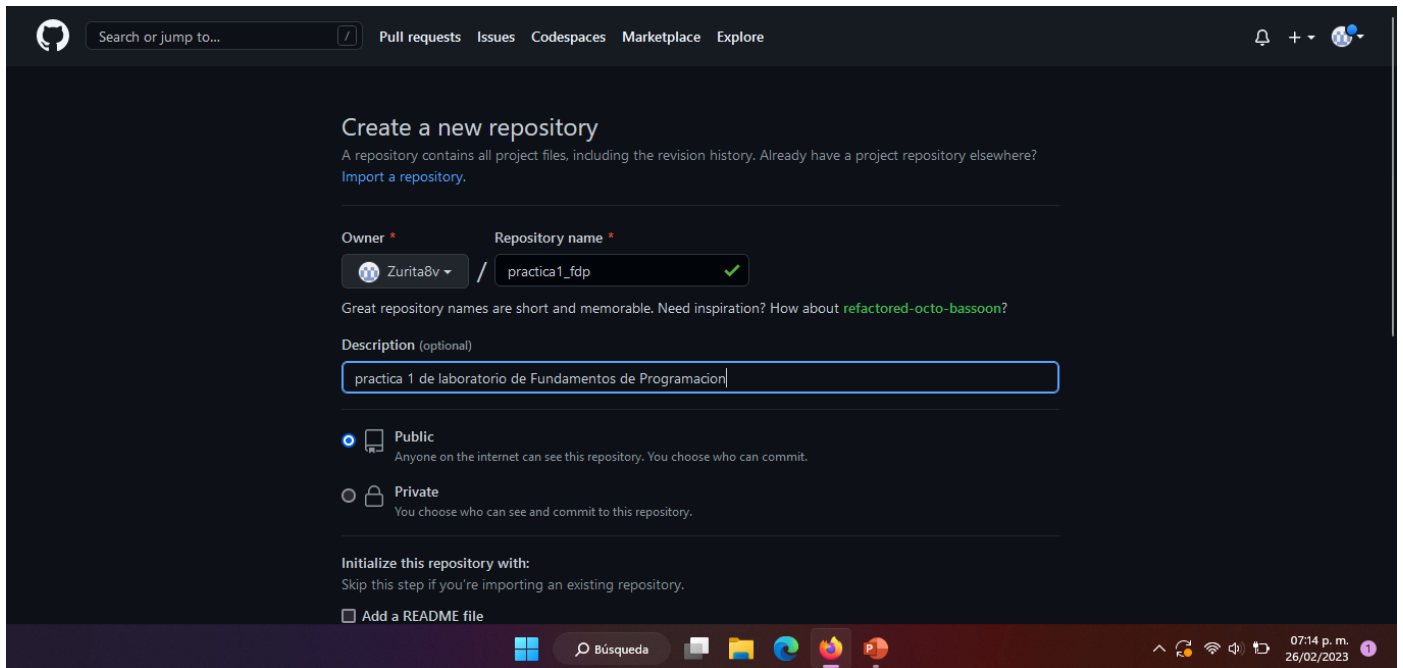 Search or jump to... /
Pull requests Issues Codespaces Marketplace Explore
Create a new repository
A repository contains all project files, including the revision history. Already have a project repository elsewhere?
Import a repository.
Owner * Repository name *
Zurita8v / practica1_fdp
Great repository names are short and memorable. Need inspiration? How about refactored-octo-bassoon?
Description (optional)
practica 1 de laboratorio de Fundamentos de Programacion
Public
Anyone on the internet can see this repository. You choose who can commit.
Private
You choose who can see and commit to this repository.
Initialize this repository with:
Skip this step if you're importing an existing repository.
Add a README file
Búsqueda
P
07:14 p. m.
26/02/2023
1